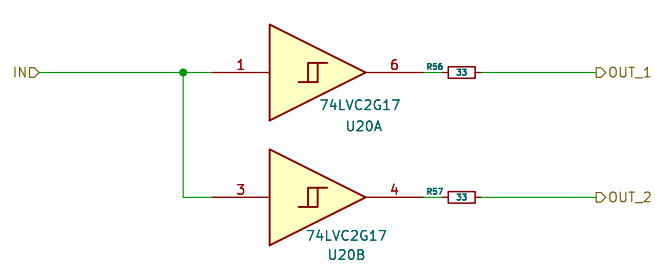 IN
1
6
R56
33
OUT_1
74LVC2G17
U20A
3
4
R57
33
OUT_2
74LVC2G17
U20B